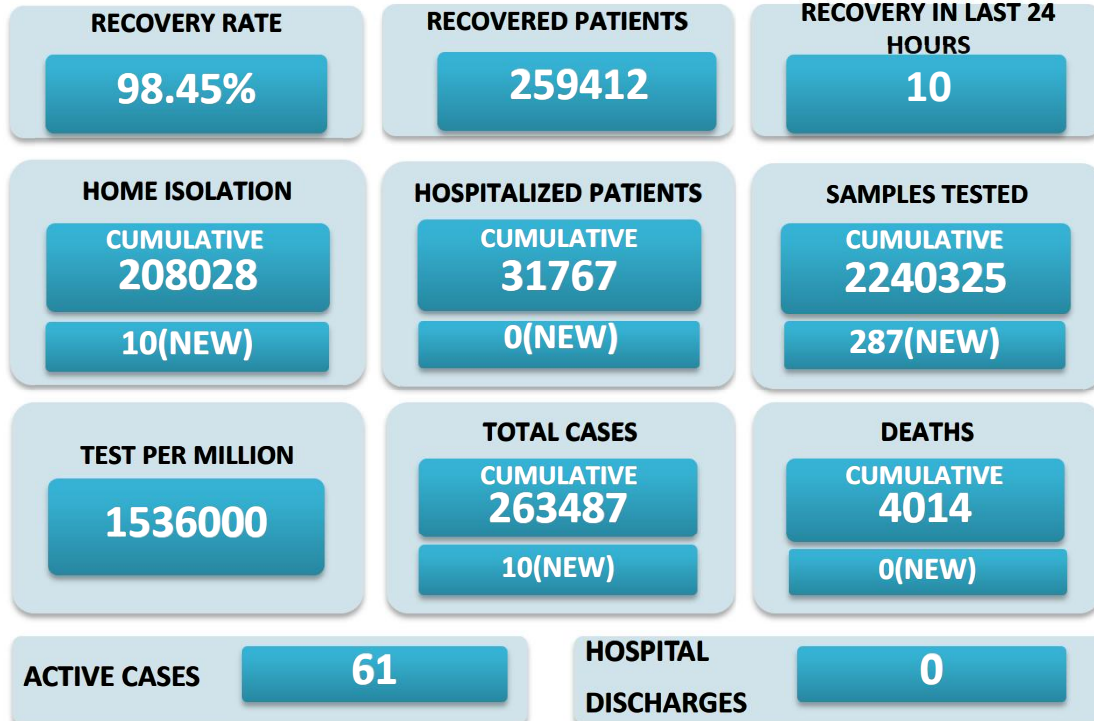 RECOVERY RATE
98.45%
RECOVERED PATIENTS
259412
RECOVERY IN LAST 24
HOURS
10
HOME ISOLATION
CUMULATIVE
208028
10(NEW)
HOSPITALIZED PATIENTS
CUMULATIVE
31767
0(NEW)
SAMPLES TESTED
CUMULATIVE
2240325
287(NEW)
TEST PER MILLION
1536000
TOTAL CASES
CUMULATIVE
263487
10(NEW)
DEATHS
CUMULATIVE
4014
0(NEW)
ACTIVE CASES
61
HOSPITAL
DISCHARGES
0